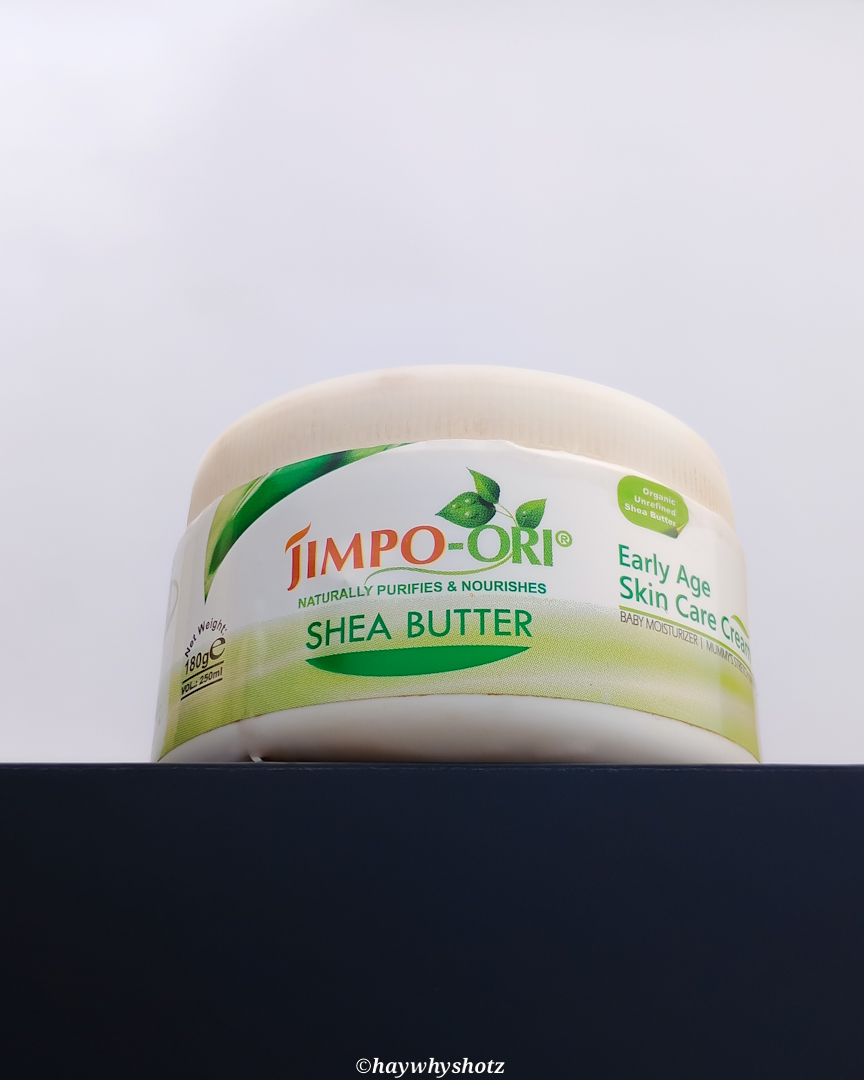 JIMPO-ORI®
NATURALLY PURIFIES & NOURISHES
SHEA BUTTER
Net Weight:
180g e
VOL.: 250ml
Organic
Unrefined
Shea Butter
Early Age
Skin Care Cream
BABY MOISTURIZER | MUMMY'S
©haywhyshotz